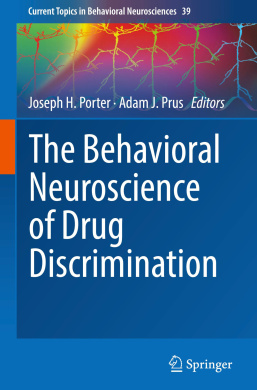 Current Topics in Behavioral Neurosciences 39
Joseph H. Porter · Adam J. Prus Editors
The Behavioral
Neuroscience
of Drug
Discrimination
Springer